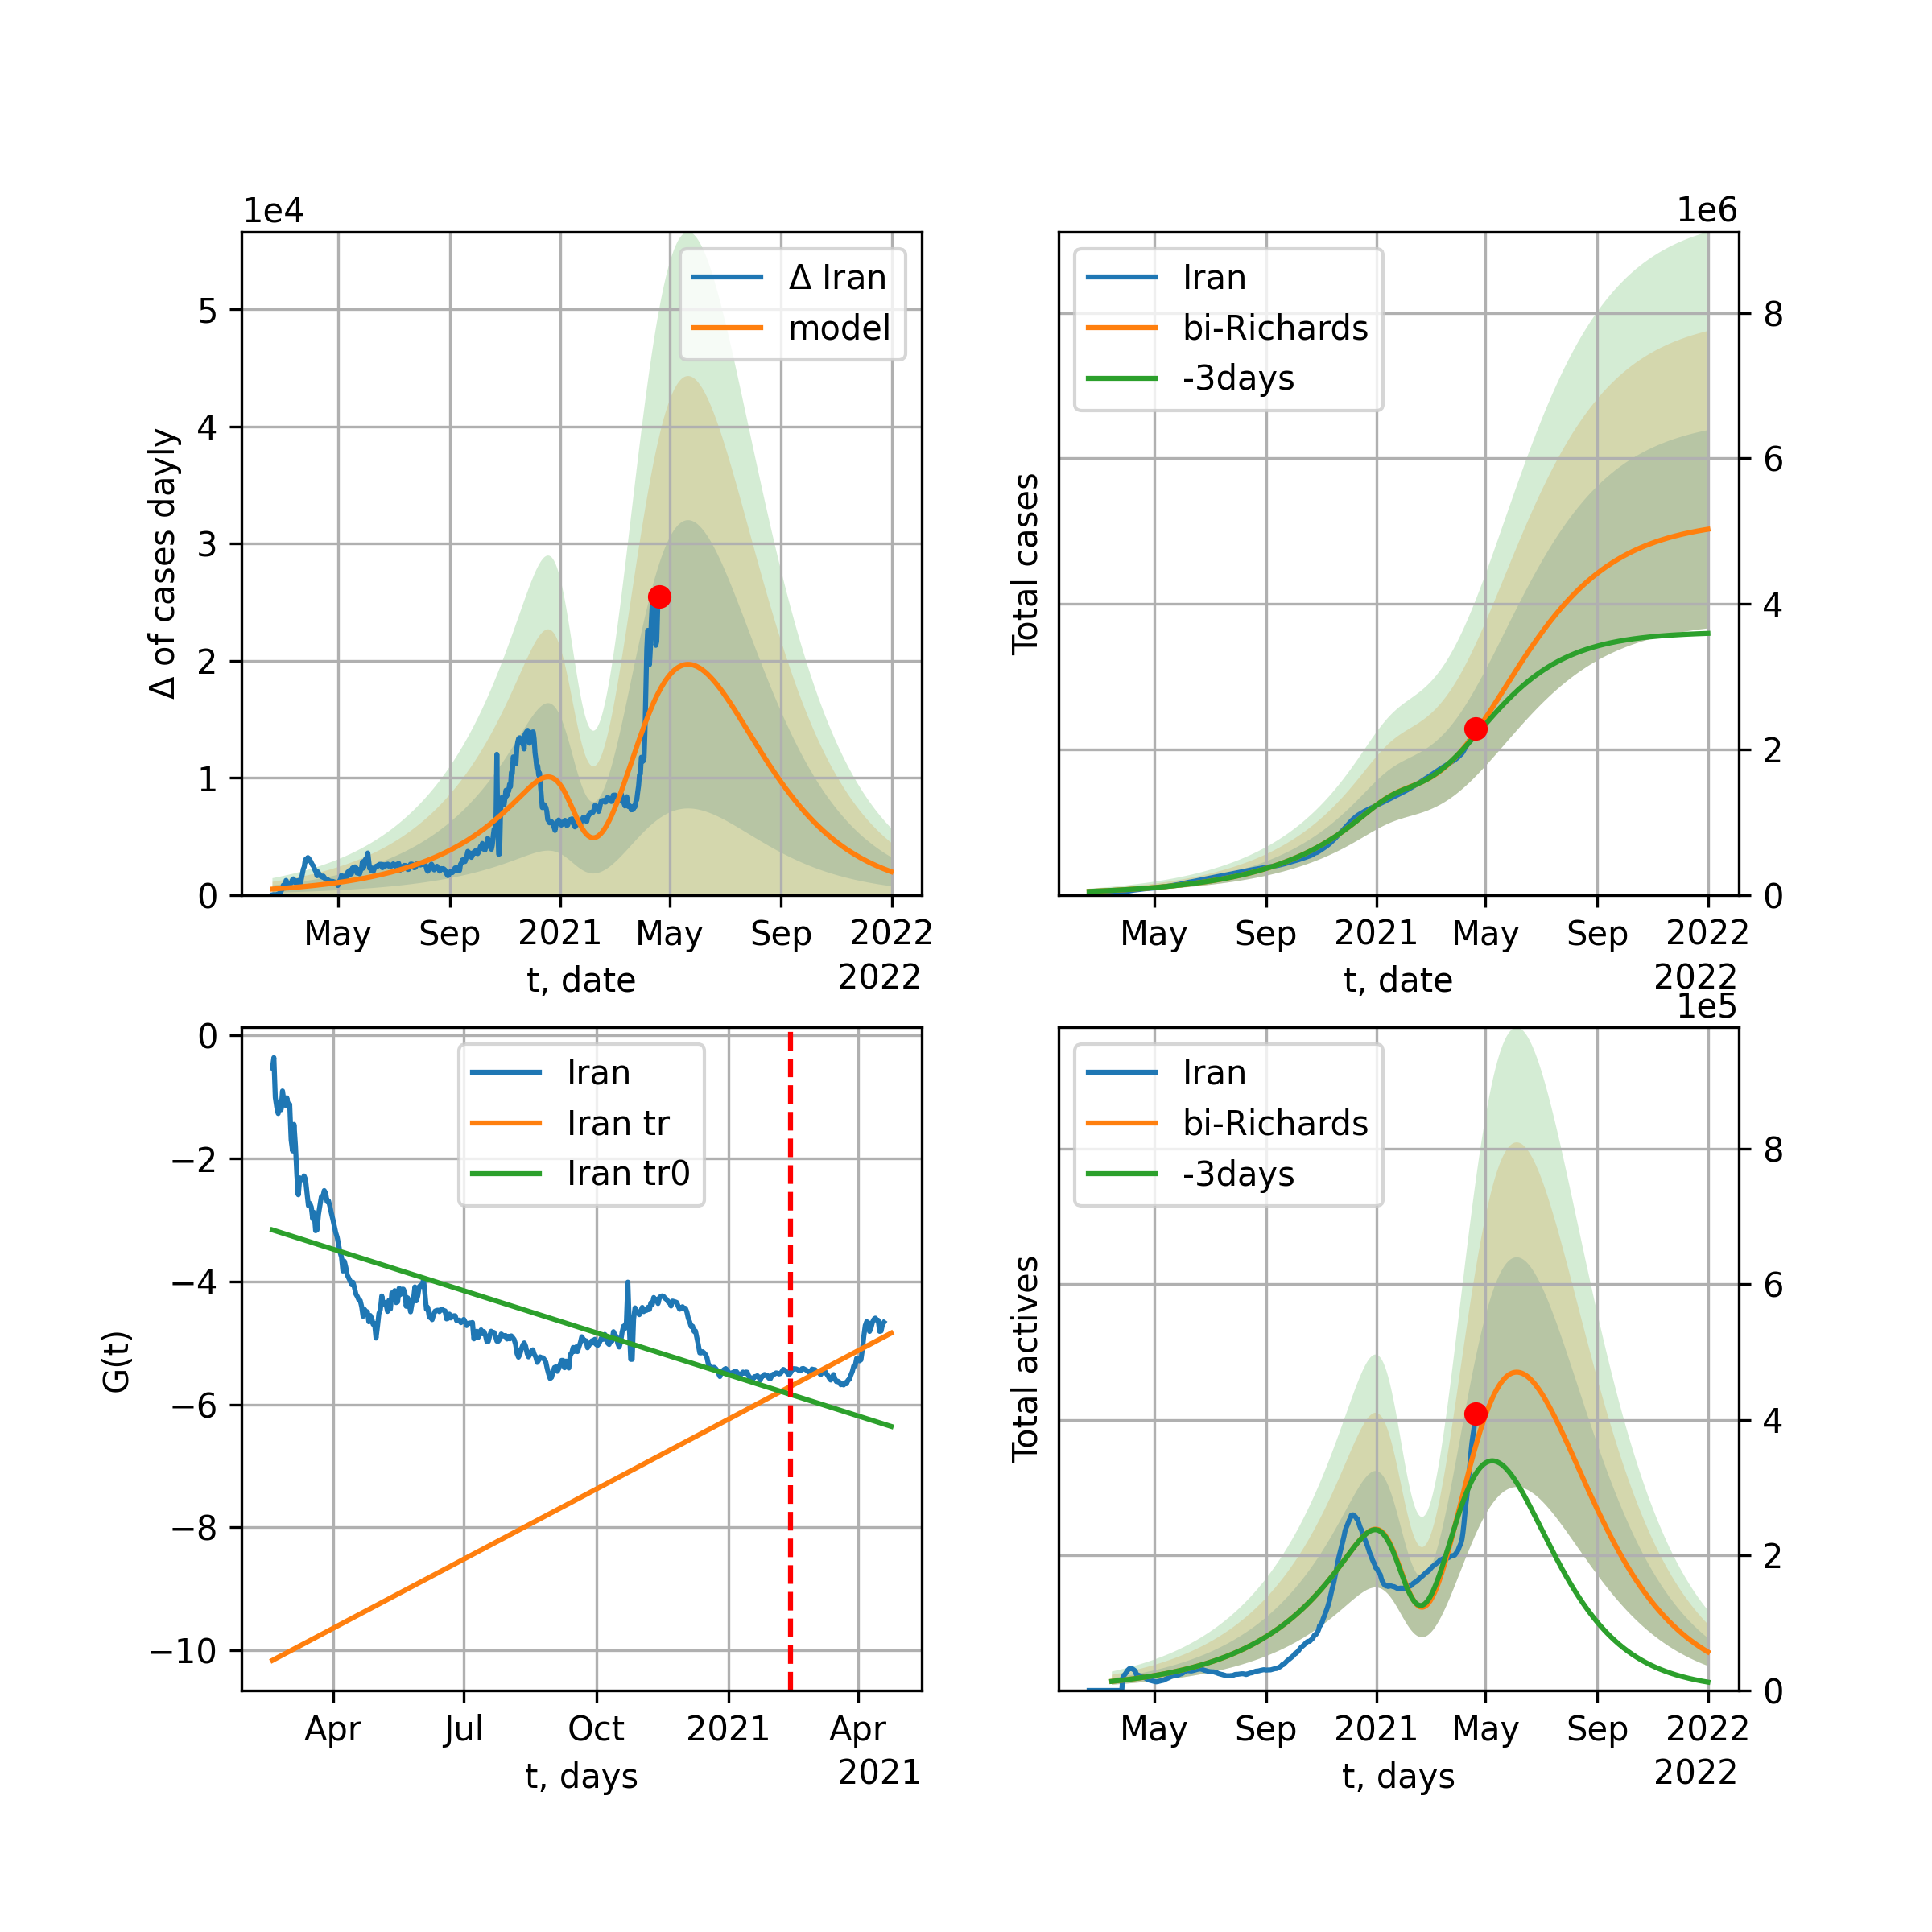 1e4
Δ of cases dayly
5
4
3
2
1
0
Δ Iran
model
May
Sep
2021
May
Sep
2022
t, date
2022
1e6
Total cases
Iran
bi-Richards
-3days
8
6
4
2
0
May
Sep
2021
May
Sep
2022
t, date
2022
G(t)
0
−2
−4
−6
−8
−10
Iran
Iran tr
Iran tr0
Apr
Jul
Oct
2021
Apr
t, days
2021
1e5
Total actives
Iran
bi-Richards
-3days
8
6
4
2
0
May
Sep
2021
May
Sep
2022
t, days
2022